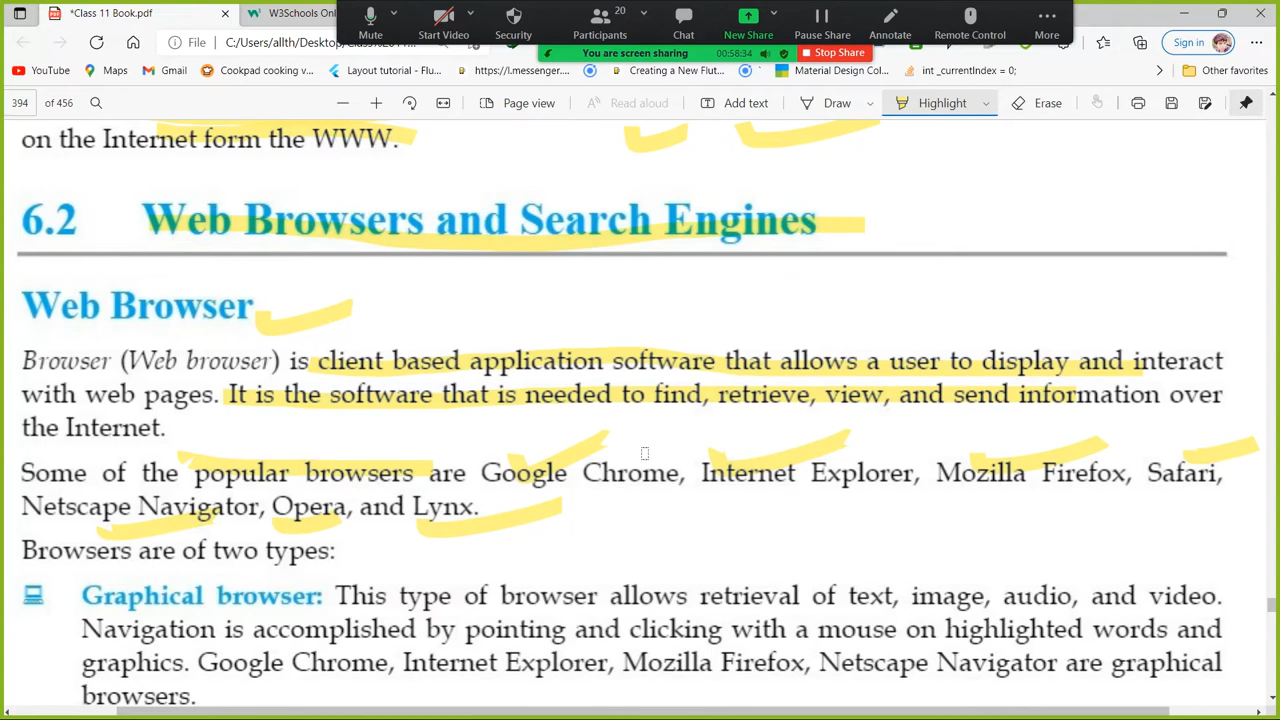 *Class 11 Book.pdf
W3Schools Onl
Mute
Start Video
Security
20
Participants
Chat
New Share
Pause Share
Annotate
Remote Control
More
You are screen sharing
00:58:34
Stop Share
File
C:/Users/allth/Desktop/
Sign in
YouTube
Maps
Gmail
Cookpad cooking v...
Layout tutorial - Flu...
https://l.messenger...
Creating a New Flut...
Material Design Col...
int _currentIndex = 0;
Other favorites
394
of 456
Page view
Read aloud
Add text
Draw
Highlight
Erase
on the Internet form the WWW.
6.2 Web Browsers and Search Engines
Web Browser
Browser (Web browser) is client based application software that allows a user to display and interact
with web pages. It is the software that is needed to find, retrieve, view, and send information over
the Internet.
Some of the popular browsers are Google Chrome, Internet Explorer, Mozilla Firefox, Safari,
Netscape Navigator, Opera, and Lynx.
Browsers are of two types:
Graphical browser: This type of browser allows retrieval of text, image, audio, and video.
Navigation is accomplished by pointing and clicking with a mouse on highlighted words and
graphics. Google Chrome, Internet Explorer, Mozilla Firefox, Netscape Navigator are graphical
browsers.